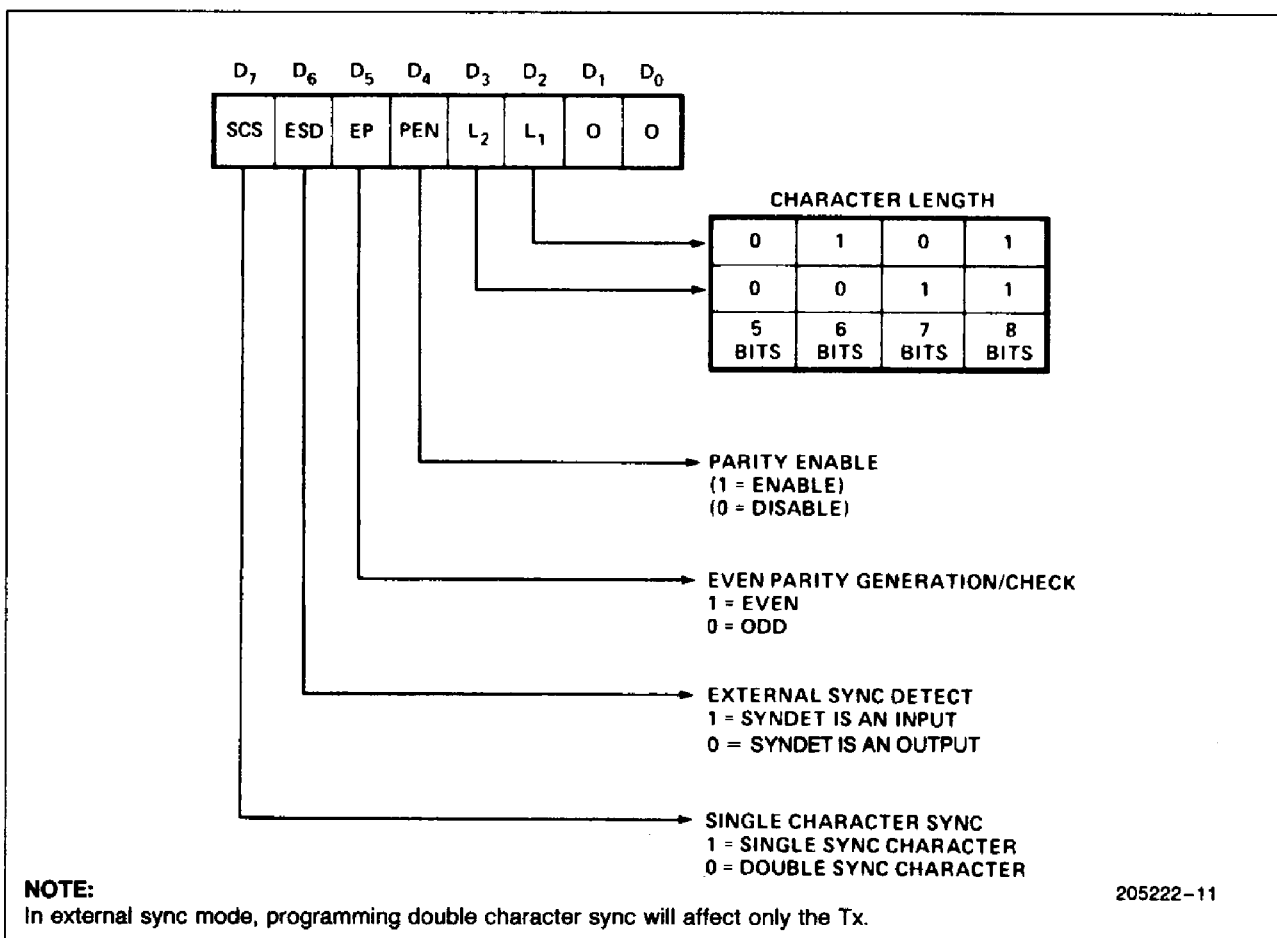 D7 D6 D5 D4 D3 D2 D1 D0
SCS ESD EP PEN L2 L1 0 0
CHARACTER LENGTH
0 1 0 1
0 0 1 1
5 BITS 6 BITS 7 BITS 8 BITS
PARITY ENABLE
(1 = ENABLE)
(0 = DISABLE)
EVEN PARITY GENERATION/CHECK
1 = EVEN
0 = ODD
EXTERNAL SYNC DETECT
1 = SYNDET IS AN INPUT
0 = SYNDET IS AN OUTPUT
SINGLE CHARACTER SYNC
1 = SINGLE SYNC CHARACTER
0 = DOUBLE SYNC CHARACTER
205222-11
NOTE:
In external sync mode, programming double character sync will affect only the Tx.